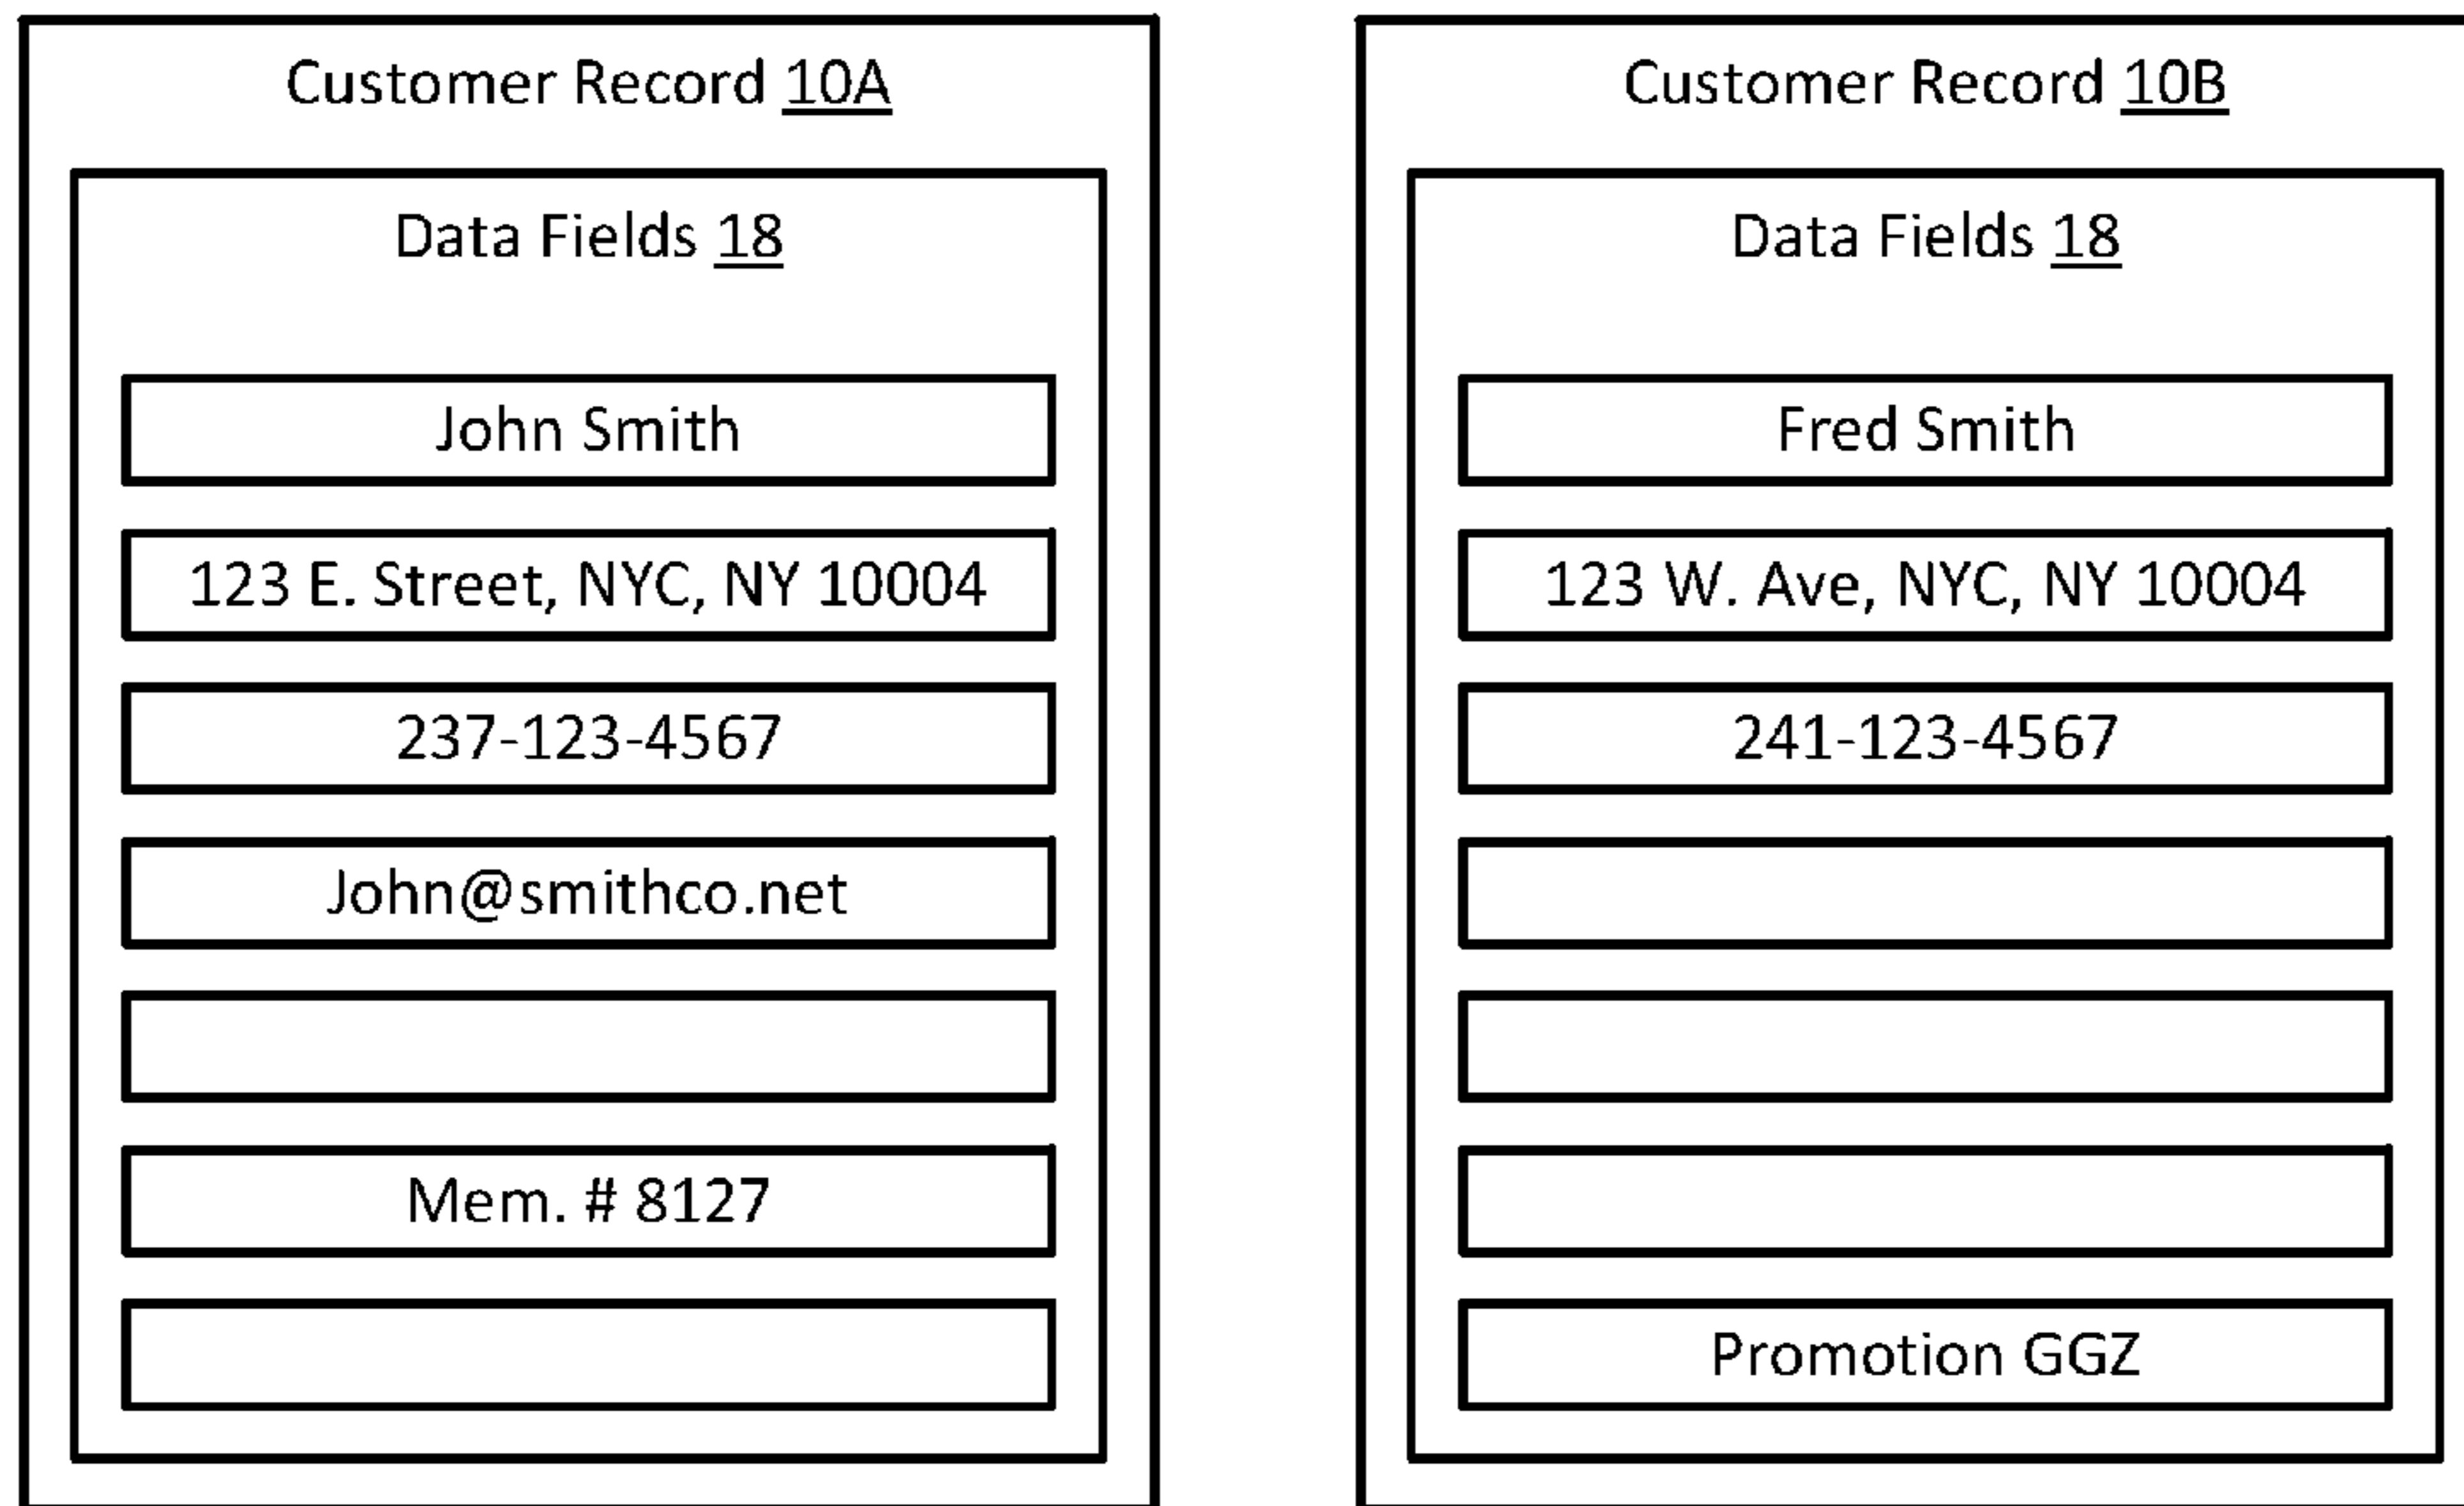 Customer Record 10A
Data Fields 18
John Smith
123 E. Street, NYC, NY 10004
237-123-4567
John@smithco.net
Mem. # 8127
Customer Record 10B
Data Fields 18
Fred Smith
123 W. Ave, NYC, NY 10004
241-123-4567
Promotion GGZ